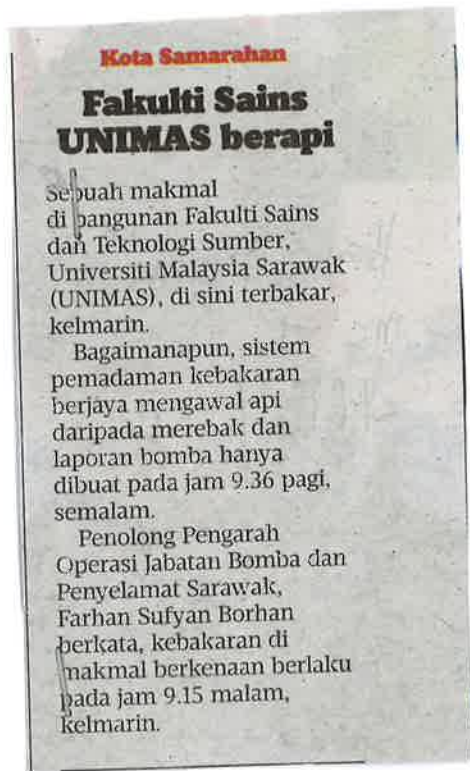 Kota Samarahan
Fakulti Sains
UNIMAS berapi
Sebuah makmal
di bangunan Fakulti Sains
dan Teknologi Sumber,
Universiti Malaysia Sarawak
(UNIMAS), di sini terbakar,
kelmarin.
Bagaimanapun, sistem
pemadaman kebakaran
berjaya mengawal api
daripada merebak dan
laporan bomba hanya
dibuat pada jam 9.36 pagi,
semalam.
Penolong Pengarah
Operasi Jabatan Bomba dan
Penyelamat Sarawak,
Farhan Sufyan Borhan
berkata, kebakaran di
makmal berkenaan berlaku
pada jam 9.15 malam,
kelmarin.